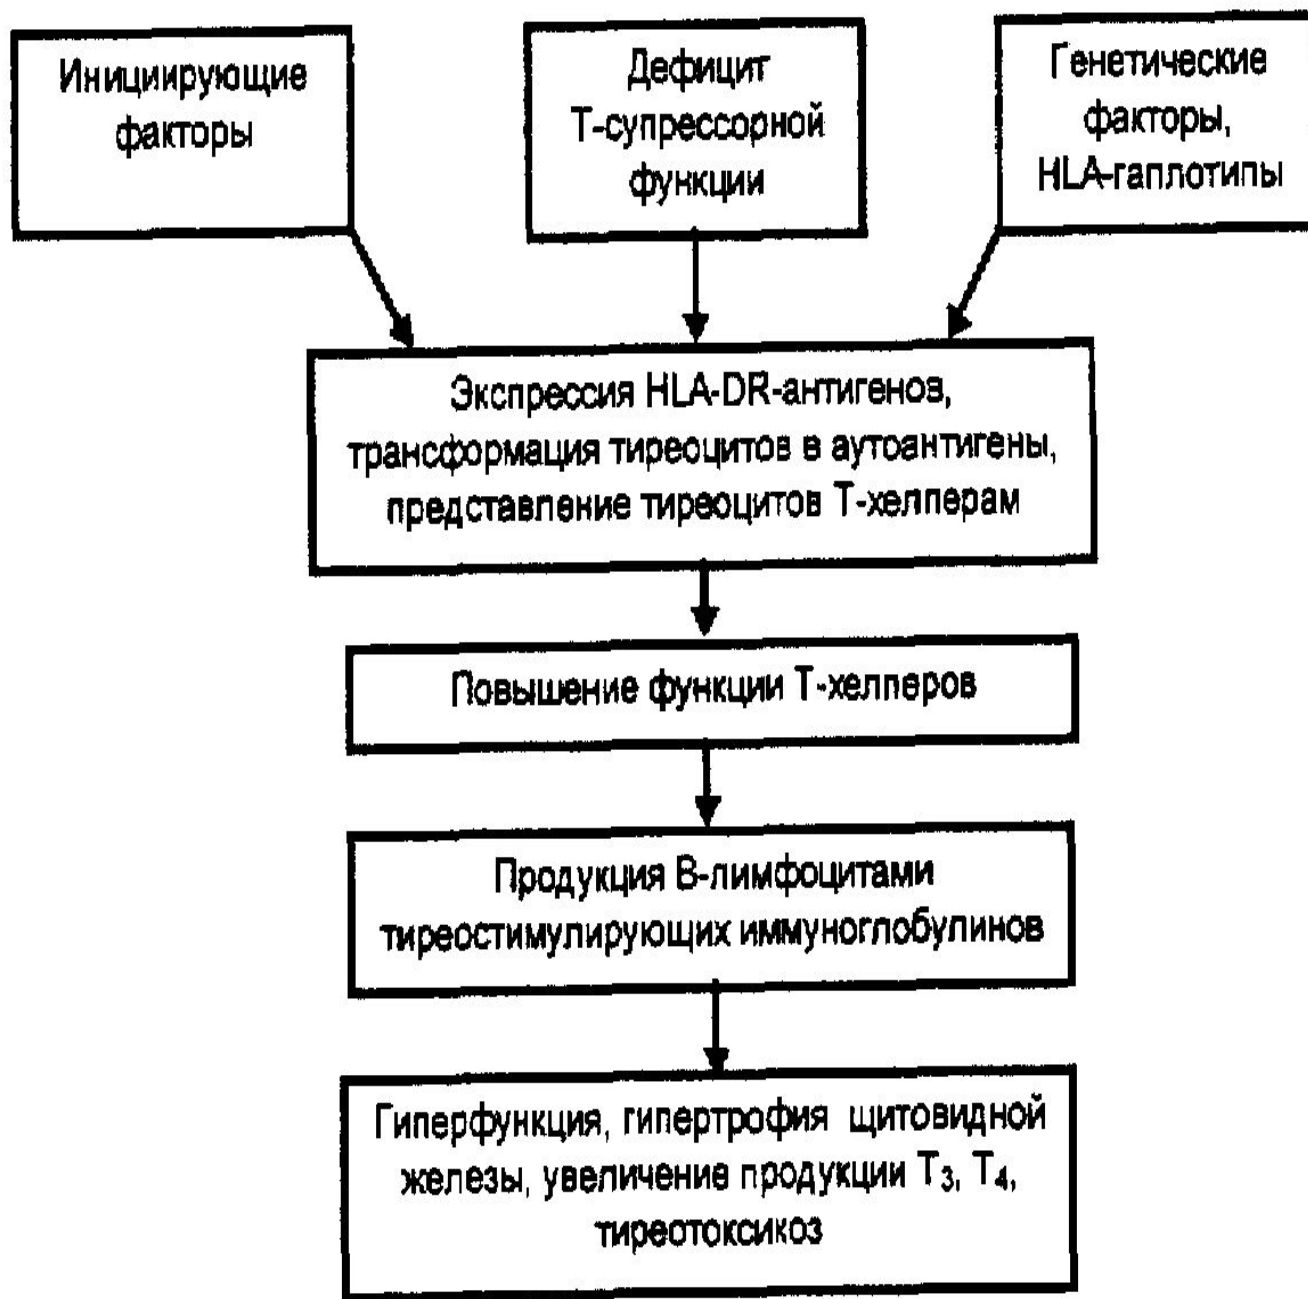 Инициирующие
факторы
Дефицит
Т-супрессорной
функции
Генетические
факторы,
HLA-гаплотипы
Экспрессия HLA-DR-антигенов,
трансформация тиреоцитов в аутоантигены,
представление тиреоцитов Т-хелперам
Повышение функции Т-хелперов
Продукция В-лимфоцитами
тиреостимулирующих иммуноглобулинов
Гиперфункция, гипертрофия щитовидной
железы, увеличение продукции Т₃, Т₄,
тиреотоксикоз